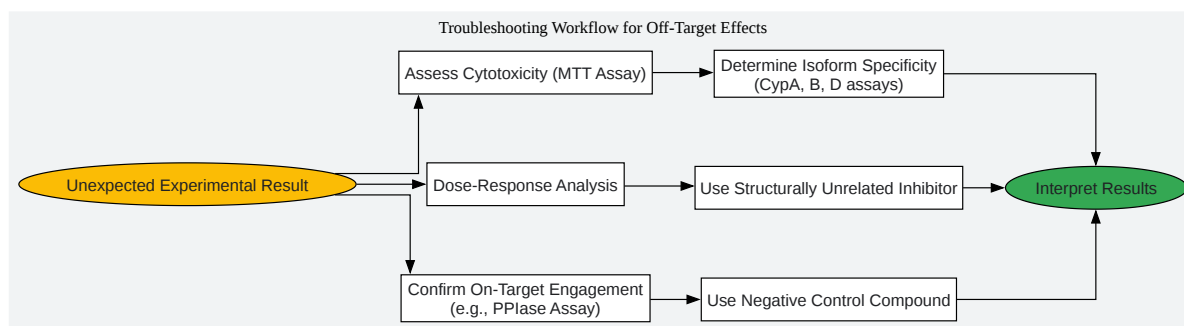 Troubleshooting Workflow for Off-Target Effects
Assess Cytotoxicity (MTT Assay)
Determine Isoform Specificity
(CypA, B, D assays)
Unexpected Experimental Result
Dose-Response Analysis
Use Structurally Unrelated Inhibitor
Interpret Results
Confirm On-Target Engagement
(e.g., PPIase Assay)
Use Negative Control Compound